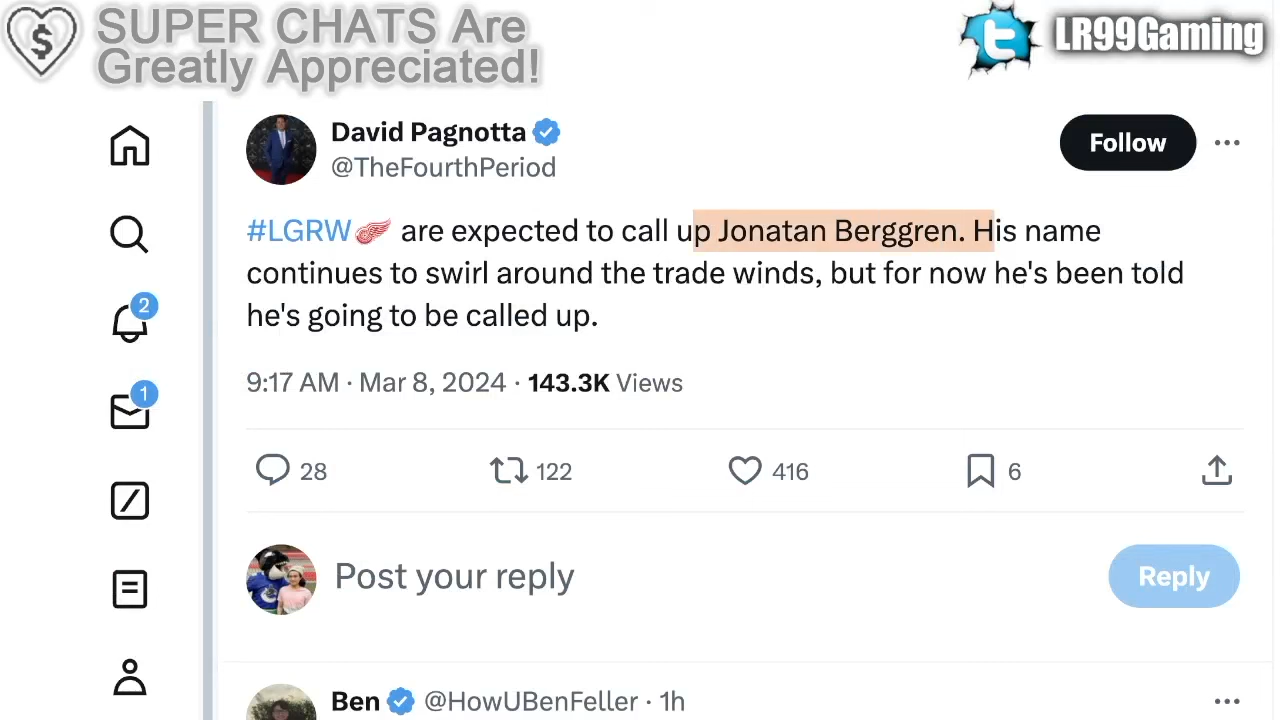 SUPER CHATS Are
Greatly Appreciated!
LR99Gaming
David Pagnotta
@TheFourthPeriod
Follow
#LGRW are expected to call up Jonatan Berggren. His name
continues to swirl around the trade winds, but for now he's been told
he's going to be called up.
9:17 AM · Mar 8, 2024 · 143.3K Views
2
1
28
122
416
6
Post your reply
Reply
Ben @HowUBenFeller · 1h